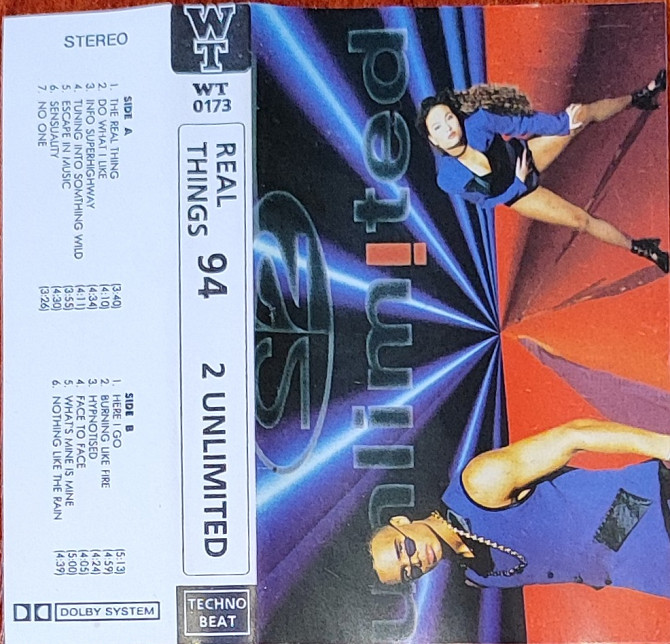 STEREO
SIDE A
1. THE REAL THING [3:40]
2. DO WHAT I LIKE [4:10]
3. INFO SUPERHIGHWAY [4:34]
4. TUNING INTO SOMTHING WILD [4:11]
5. ESCAPE IN MUSIC [3:55]
6. SENSUALITY [4:30]
7. NO ONE [3:26]
SIDE B
1. HERE I GO [5:13]
2. BURNING LIKE FIRE [4:59]
3. HYPNOTISED [4:24]
4. FACE TO FACE [4:05]
5. WHAT'S MINE IS MINE [5:00]
6. NOTHING LIKE THE RAIN [4:39]
DOLBY SYSTEM
WT
WT
0173
REAL
THINGS 94 2 UNLIMITED
TECHNO
BEAT
2
unlimited